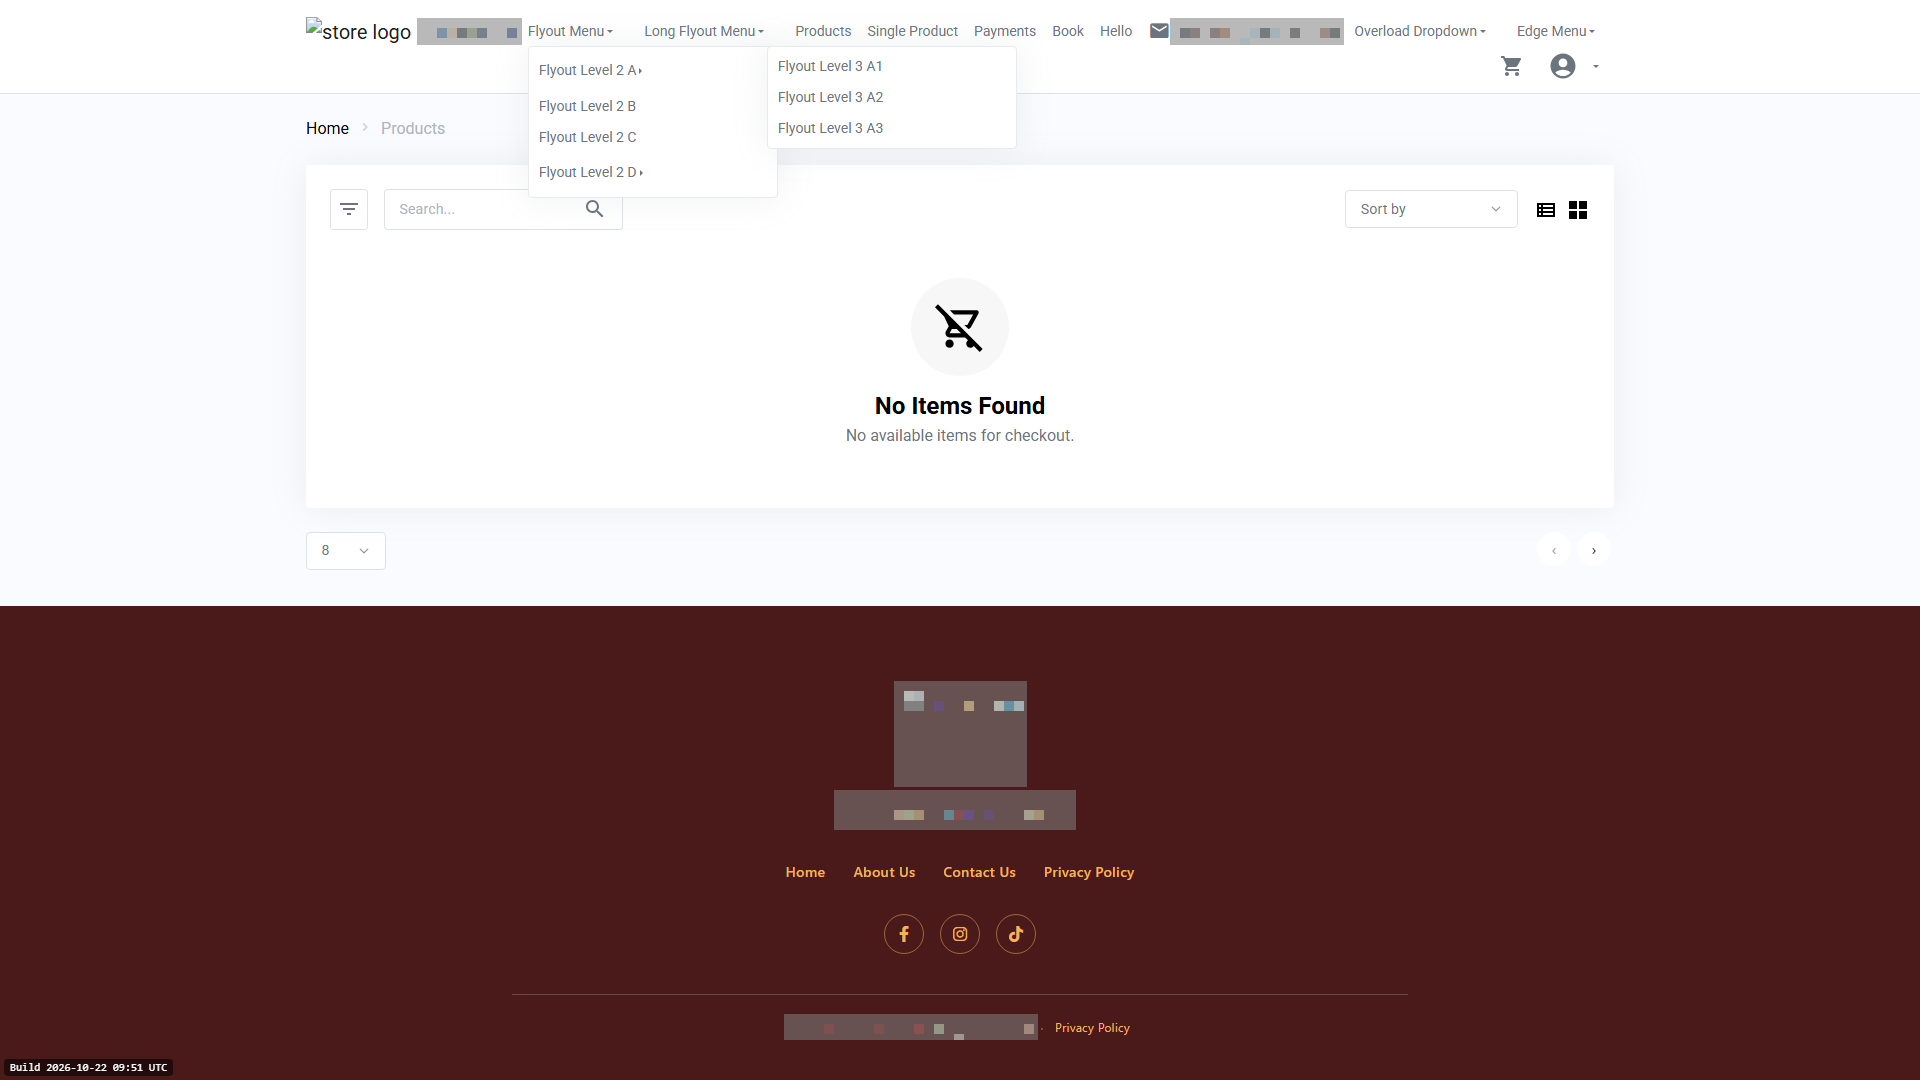 store logo Flyout Menu Long Flyout Menu Products Single Product Payments Book Hello Overload Dropdown Edge Menu
Flyout Level 2 A
Flyout Level 2 B
Flyout Level 2 C
Flyout Level 2 D
Flyout Level 3 A1
Flyout Level 3 A2
Flyout Level 3 A3
Home Products
Search... Sort by
No Items Found
No available items for checkout.
8 ‹ ›
Home About Us Contact Us Privacy Policy
· Privacy Policy
Build 2026-10-22 09:51 UTC